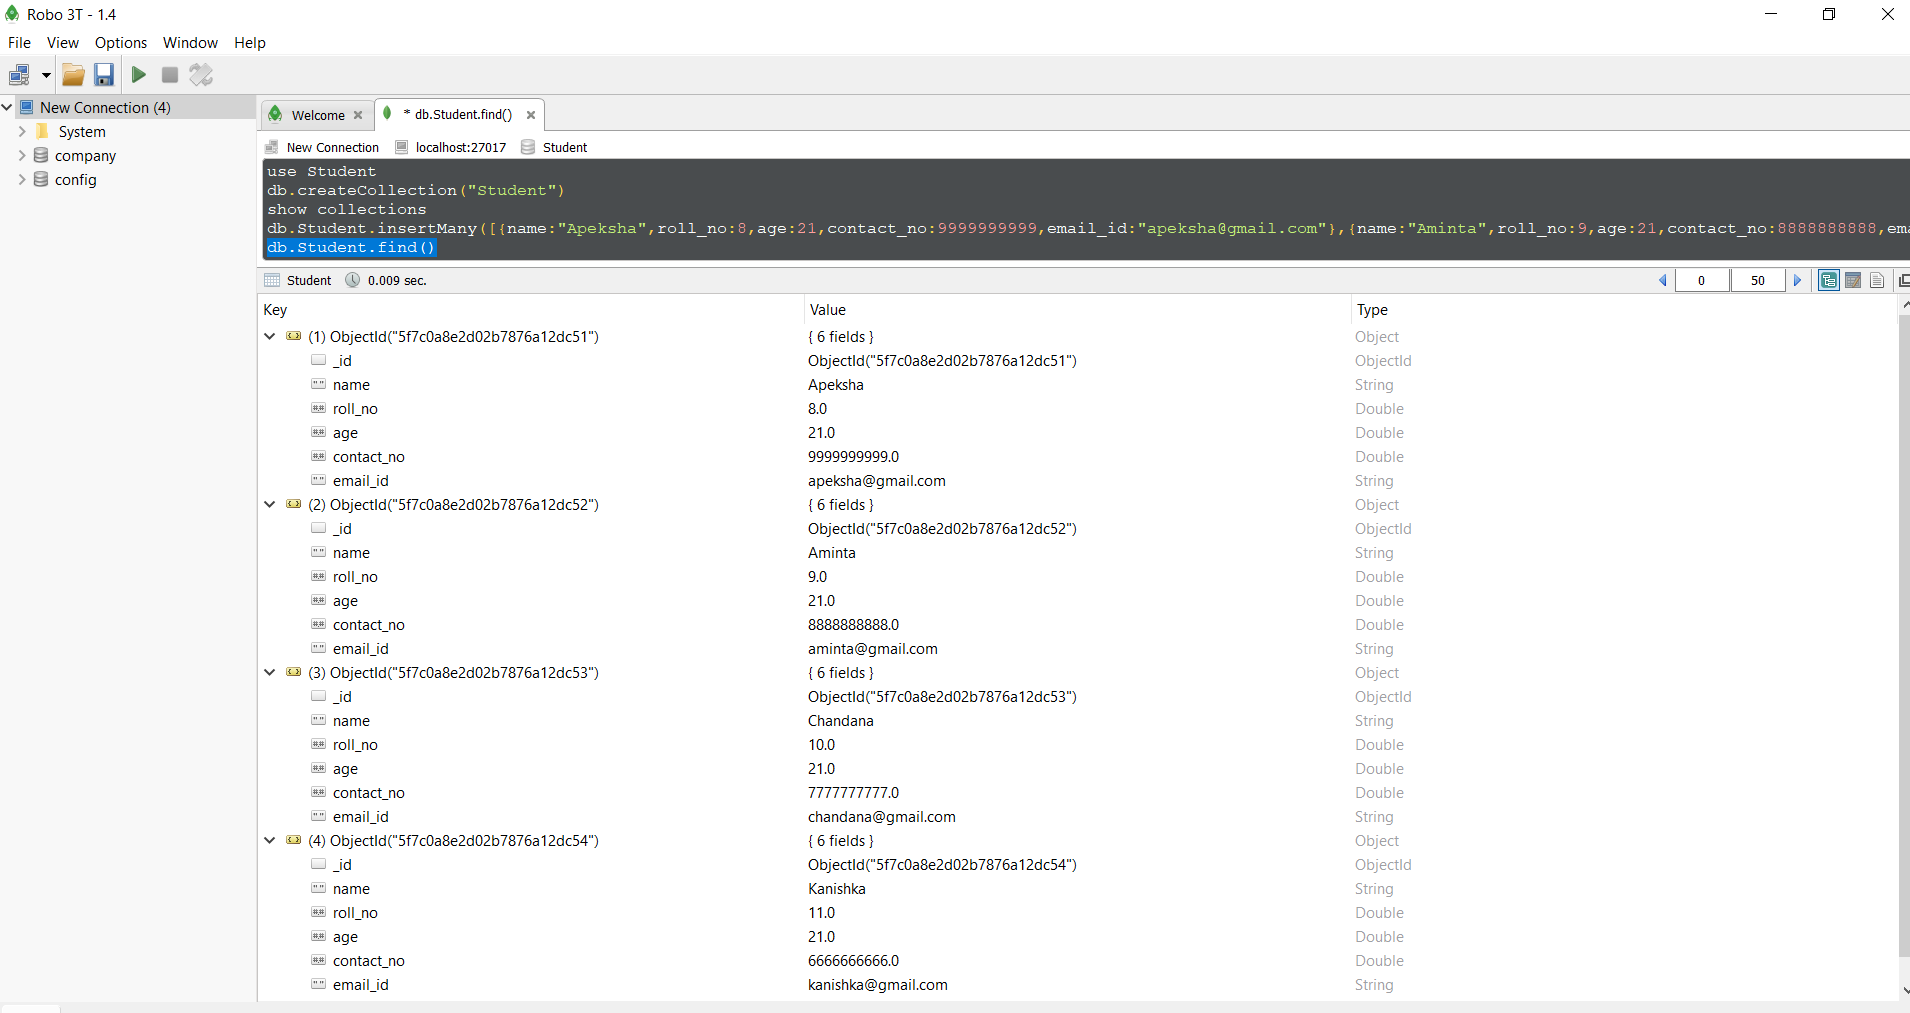 Robo 3T - 1.4
File View Options Window Help
New Connection (4)
System
company
config
Welcome
* db.Student.find()
New Connection localhost:27017 Student
use Student
db.createCollection("Student")
show collections
db.Student.insertMany([{name:"Apeksha",roll_no:8,age:21,contact_no:9999999999,email_id:"apeksha@gmail.com"},{name:"Aminta",roll_no:9,age:21,contact_no:8888888888,ema
db.Student.find()
Student 0.009 sec. 0 50
Key Value Type
(1) ObjectId("5f7c0a8e2d02b7876a12dc51") { 6 fields } Object
_id ObjectId("5f7c0a8e2d02b7876a12dc51") ObjectId
name Apeksha String
roll_no 8.0 Double
age 21.0 Double
contact_no 9999999999.0 Double
email_id apeksha@gmail.com String
(2) ObjectId("5f7c0a8e2d02b7876a12dc52") { 6 fields } Object
_id ObjectId("5f7c0a8e2d02b7876a12dc52") ObjectId
name Aminta String
roll_no 9.0 Double
age 21.0 Double
contact_no 8888888888.0 Double
email_id aminta@gmail.com String
(3) ObjectId("5f7c0a8e2d02b7876a12dc53") { 6 fields } Object
_id ObjectId("5f7c0a8e2d02b7876a12dc53") ObjectId
name Chandana String
roll_no 10.0 Double
age 21.0 Double
contact_no 7777777777.0 Double
email_id chandana@gmail.com String
(4) ObjectId("5f7c0a8e2d02b7876a12dc54") { 6 fields } Object
_id ObjectId("5f7c0a8e2d02b7876a12dc54") ObjectId
name Kanishka String
roll_no 11.0 Double
age 21.0 Double
contact_no 6666666666.0 Double
email_id kanishka@gmail.com String